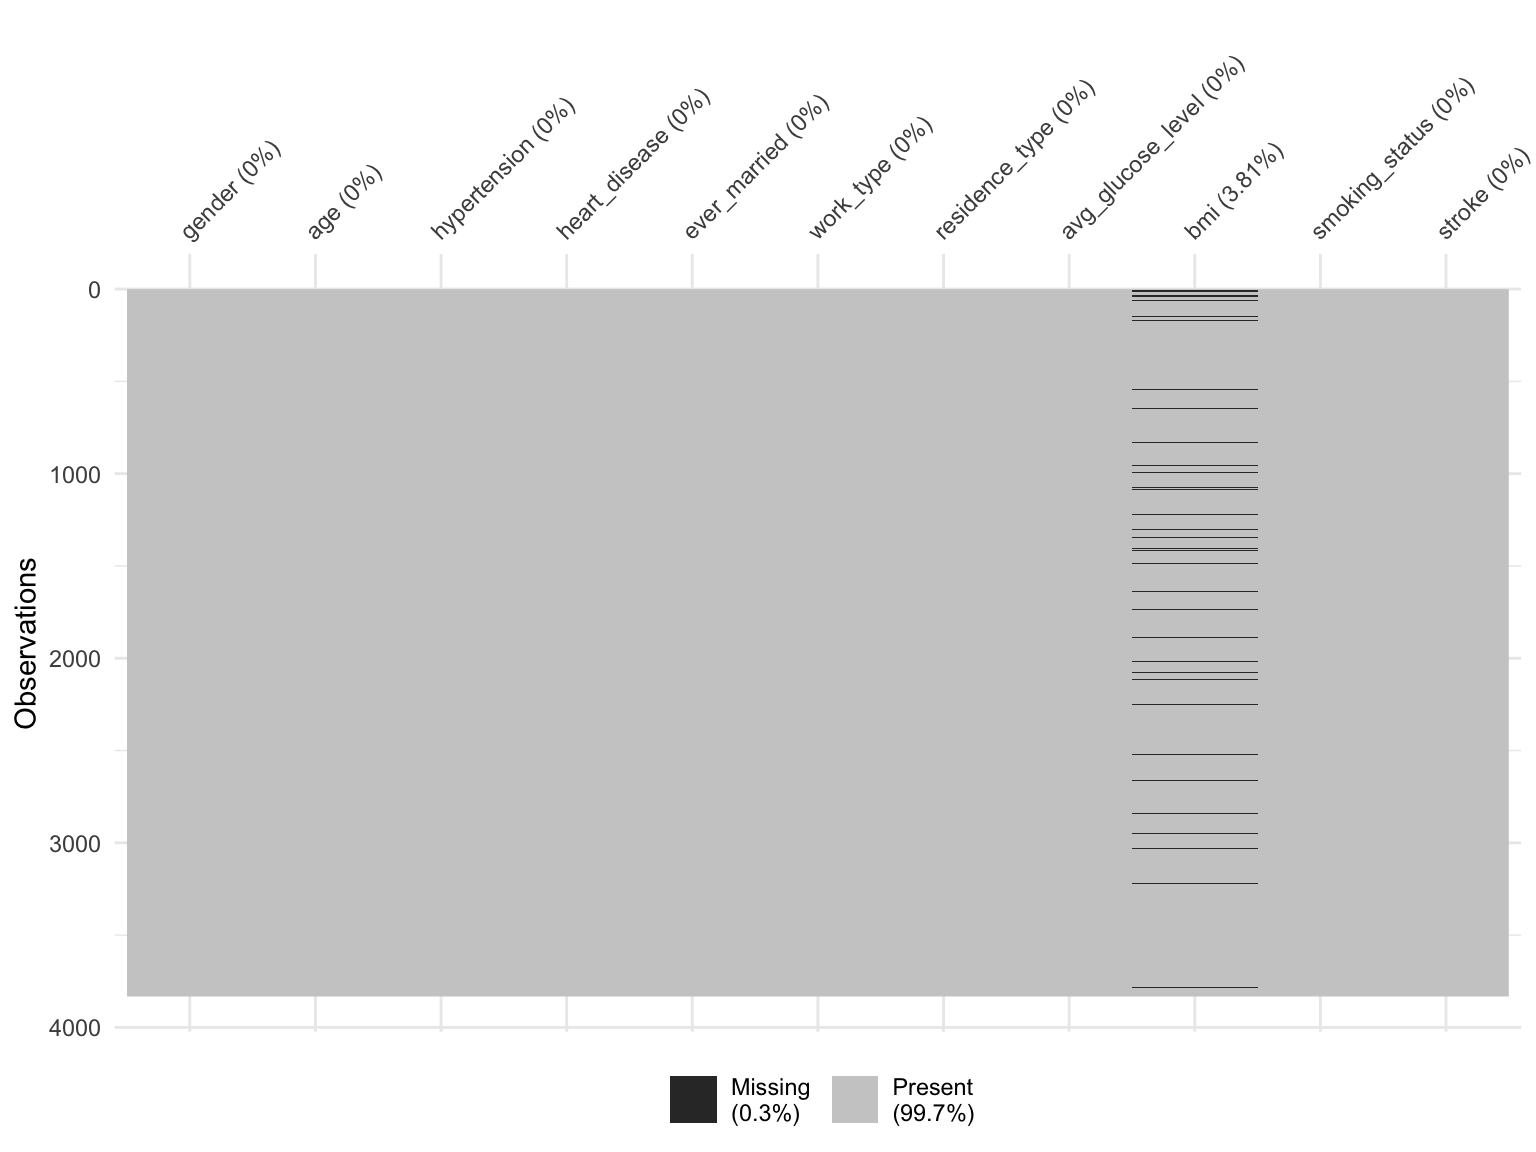 gender (0%)
age (0%)
hypertension (0%)
heart_disease (0%)
ever_married (0%)
work_type (0%)
residence_type (0%)
avg_glucose_level (0%)
bmi (3.81%)
smoking_status (0%)
stroke (0%)
0
1000
2000
3000
4000
Observations
Missing
(0.3%)
Present
(99.7%)